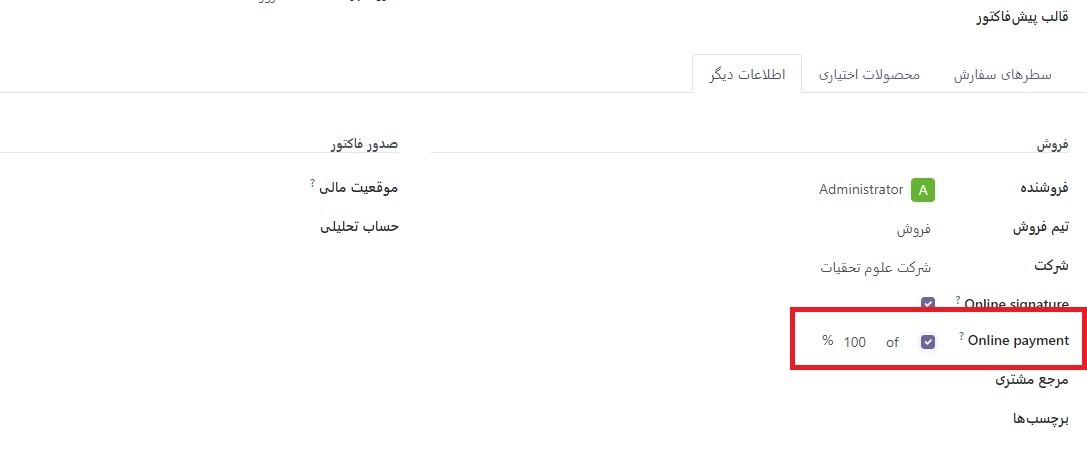 قالب پیش‌فاکتور
سطرهای سفارش
محصولات اختیاری
اطلاعات دیگر
فروش
فروشنده
A Administrator
تیم فروش
فروش
شرکت
شرکت علوم تحقیات
Online signature ?
Online payment ?
of 100 %
مرجع مشتری
برچسب‌ها
صدور فاکتور
موقعیت مالی ?
حساب تحلیلی